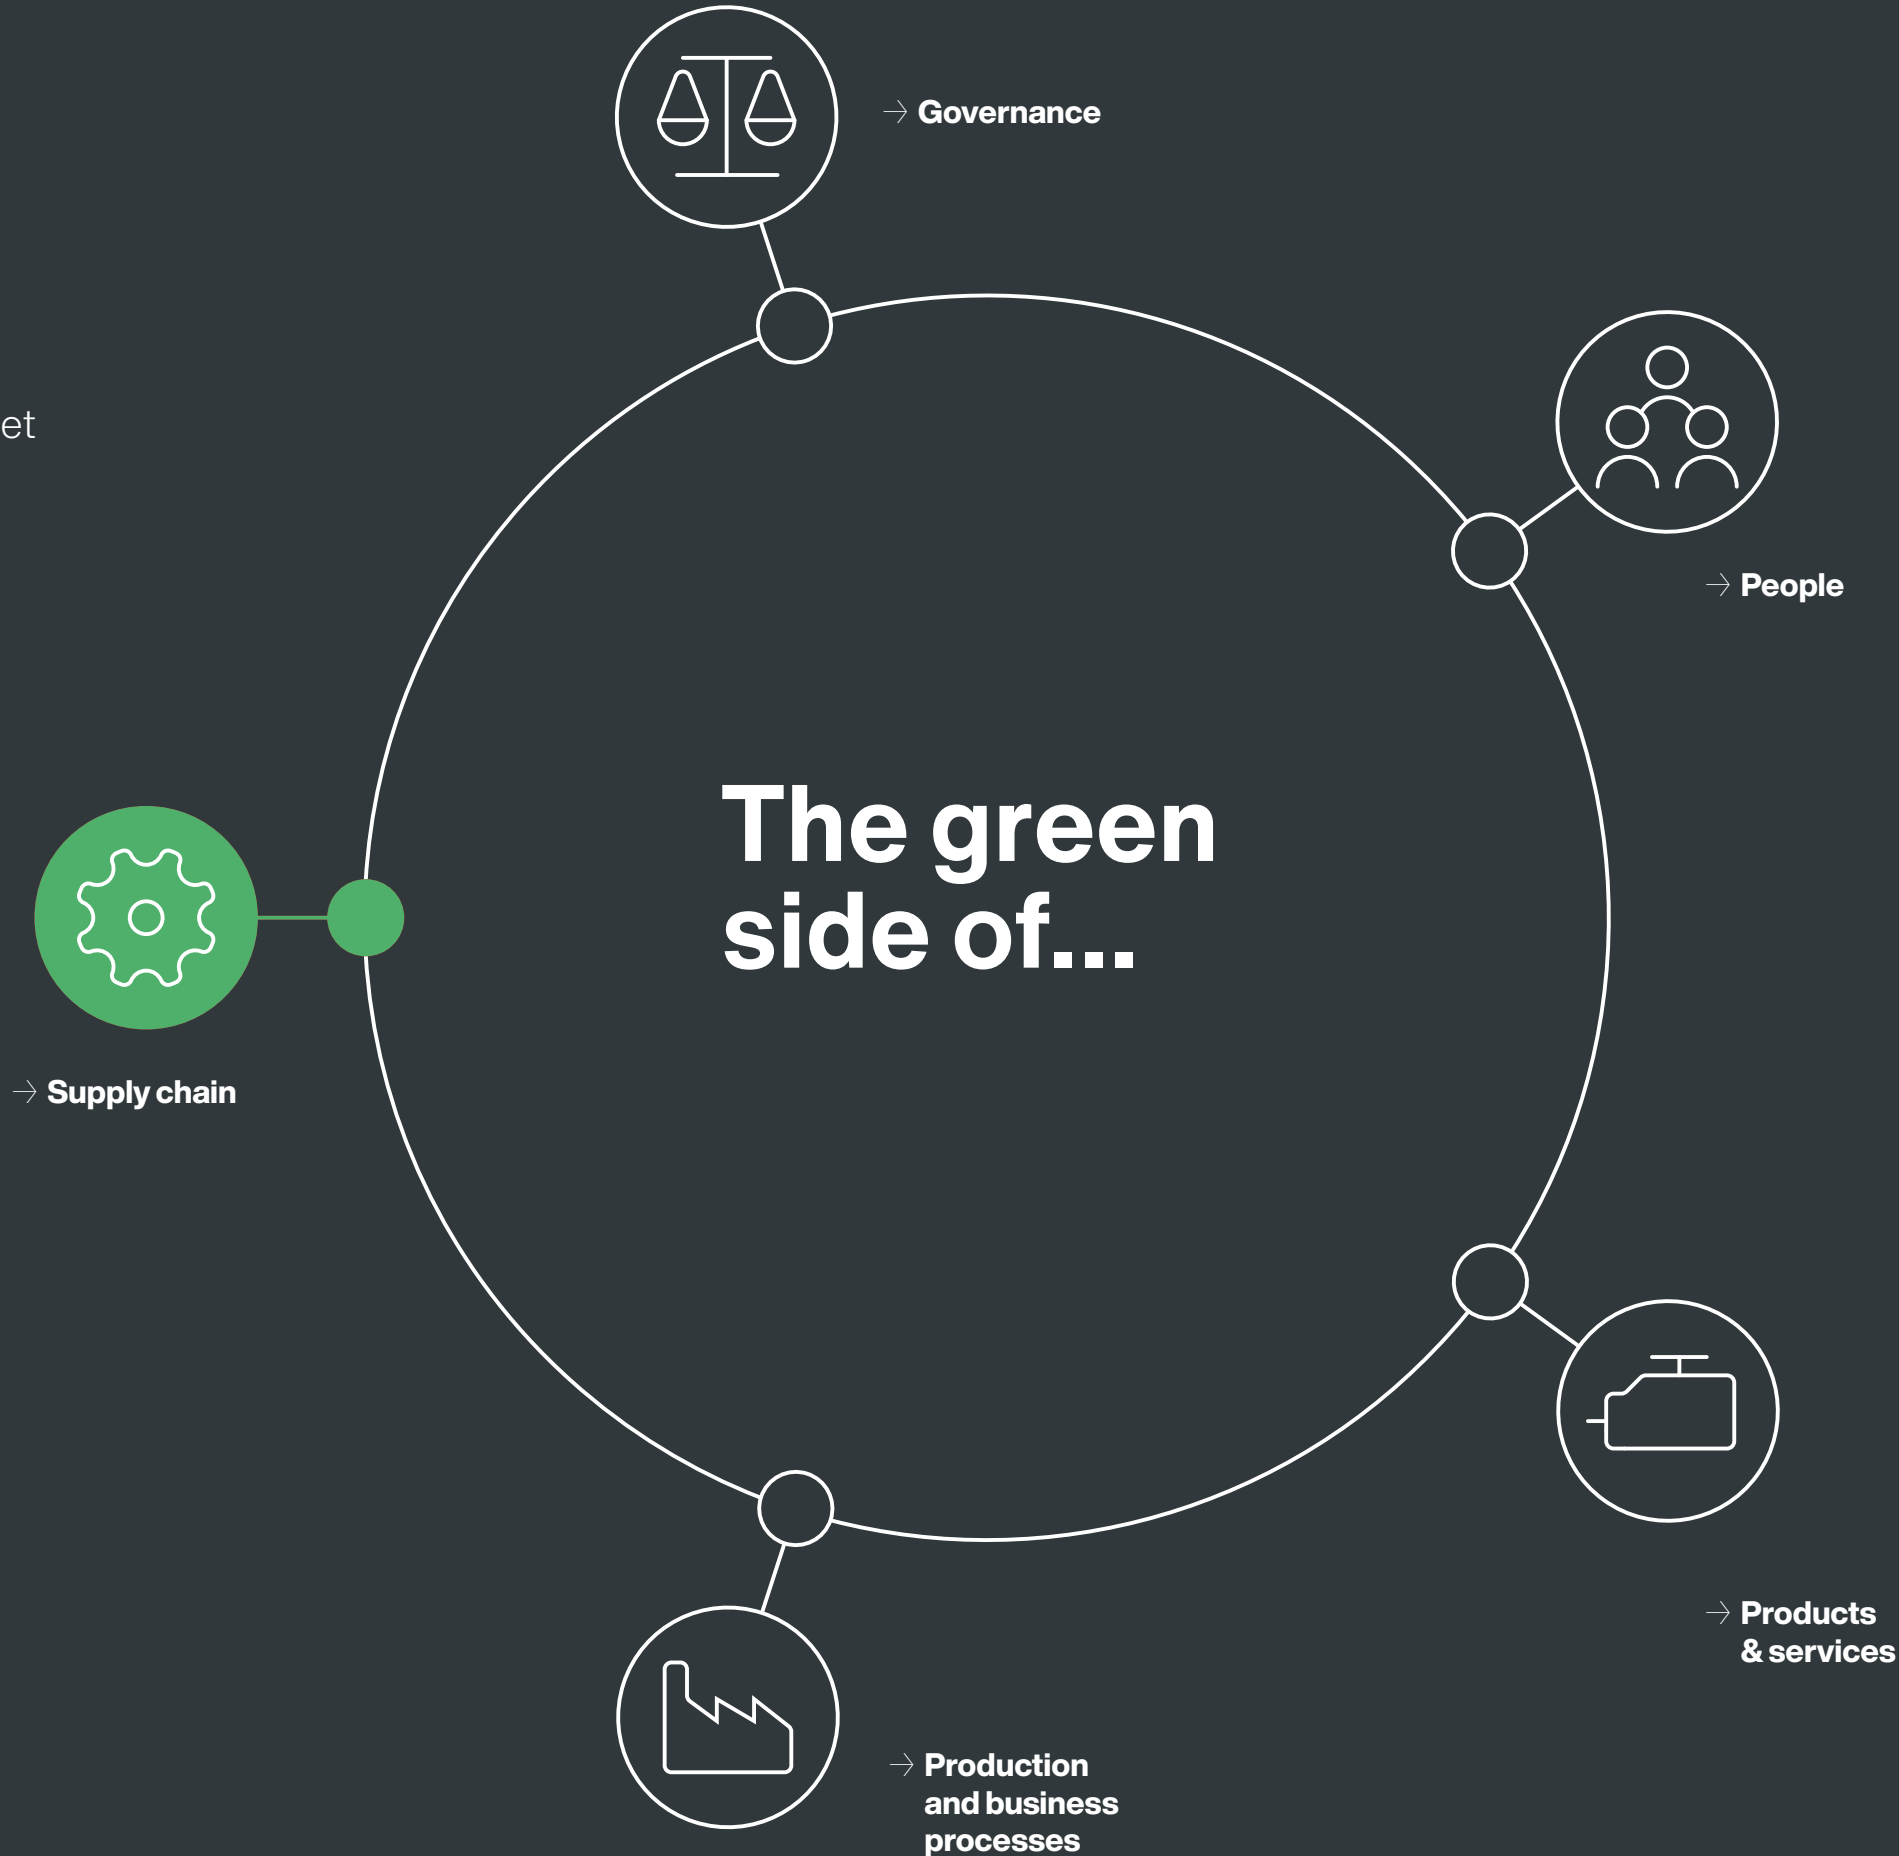 → Governance
et
→ People
The green
side of...
→ Supply chain
→ Products
& services
→ Production
and business
processes